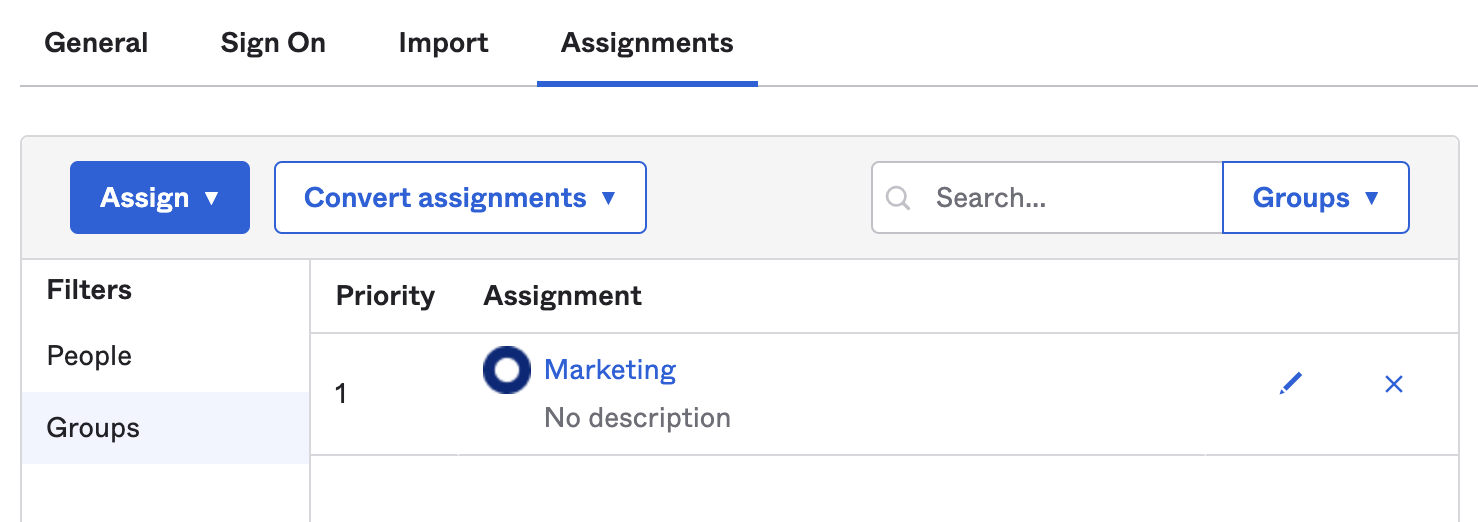 General Sign On Import Assignments
Assign ▼ Convert assignments ▼ Search... Groups ▼
Filters
People
Groups
Priority Assignment
1 Marketing
No description